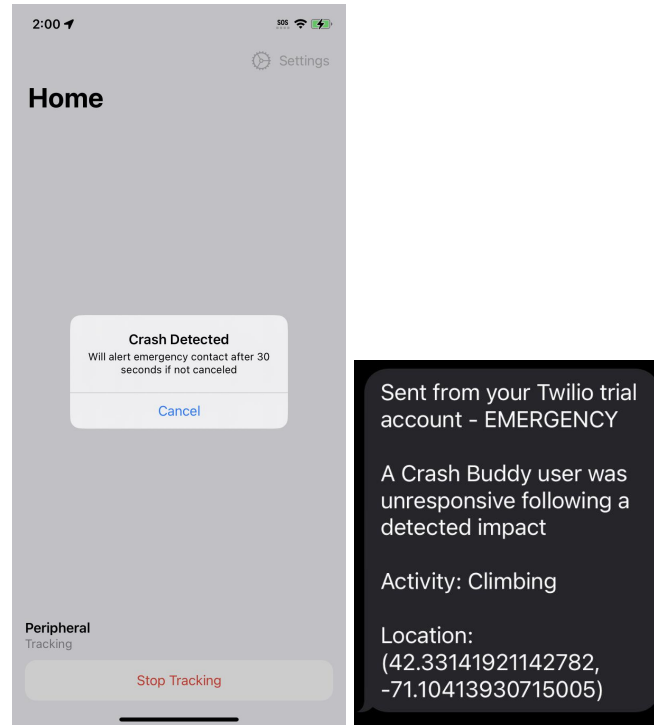 2:00
SOS
Settings
Home
Crash Detected
Will alert emergency contact after 30
seconds if not canceled
Cancel
Peripheral
Tracking
Stop Tracking
Sent from your Twilio trial
account - EMERGENCY
A Crash Buddy user was
unresponsive following a
detected impact
Activity: Climbing
Location:
(42.33141921142782,
-71.10413930715005)